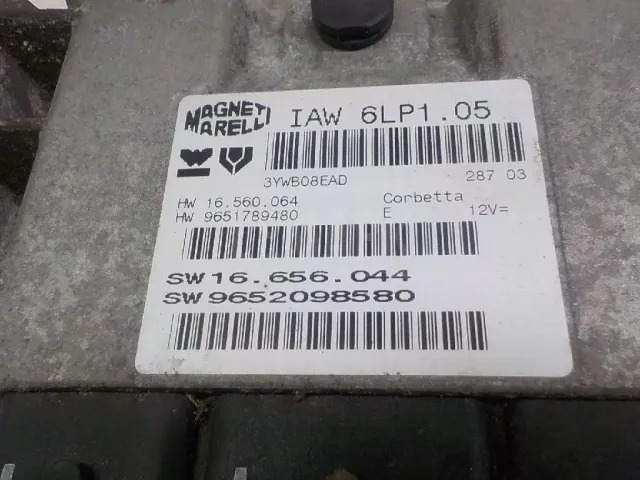 MAGNETI MARELLI
IAW 6LP1.05
3YWB08EAD 287 03
HW 16.560.064 Corbetta
HW 9651789480 E 12V=
SW 16.656.044
SW 9652098580